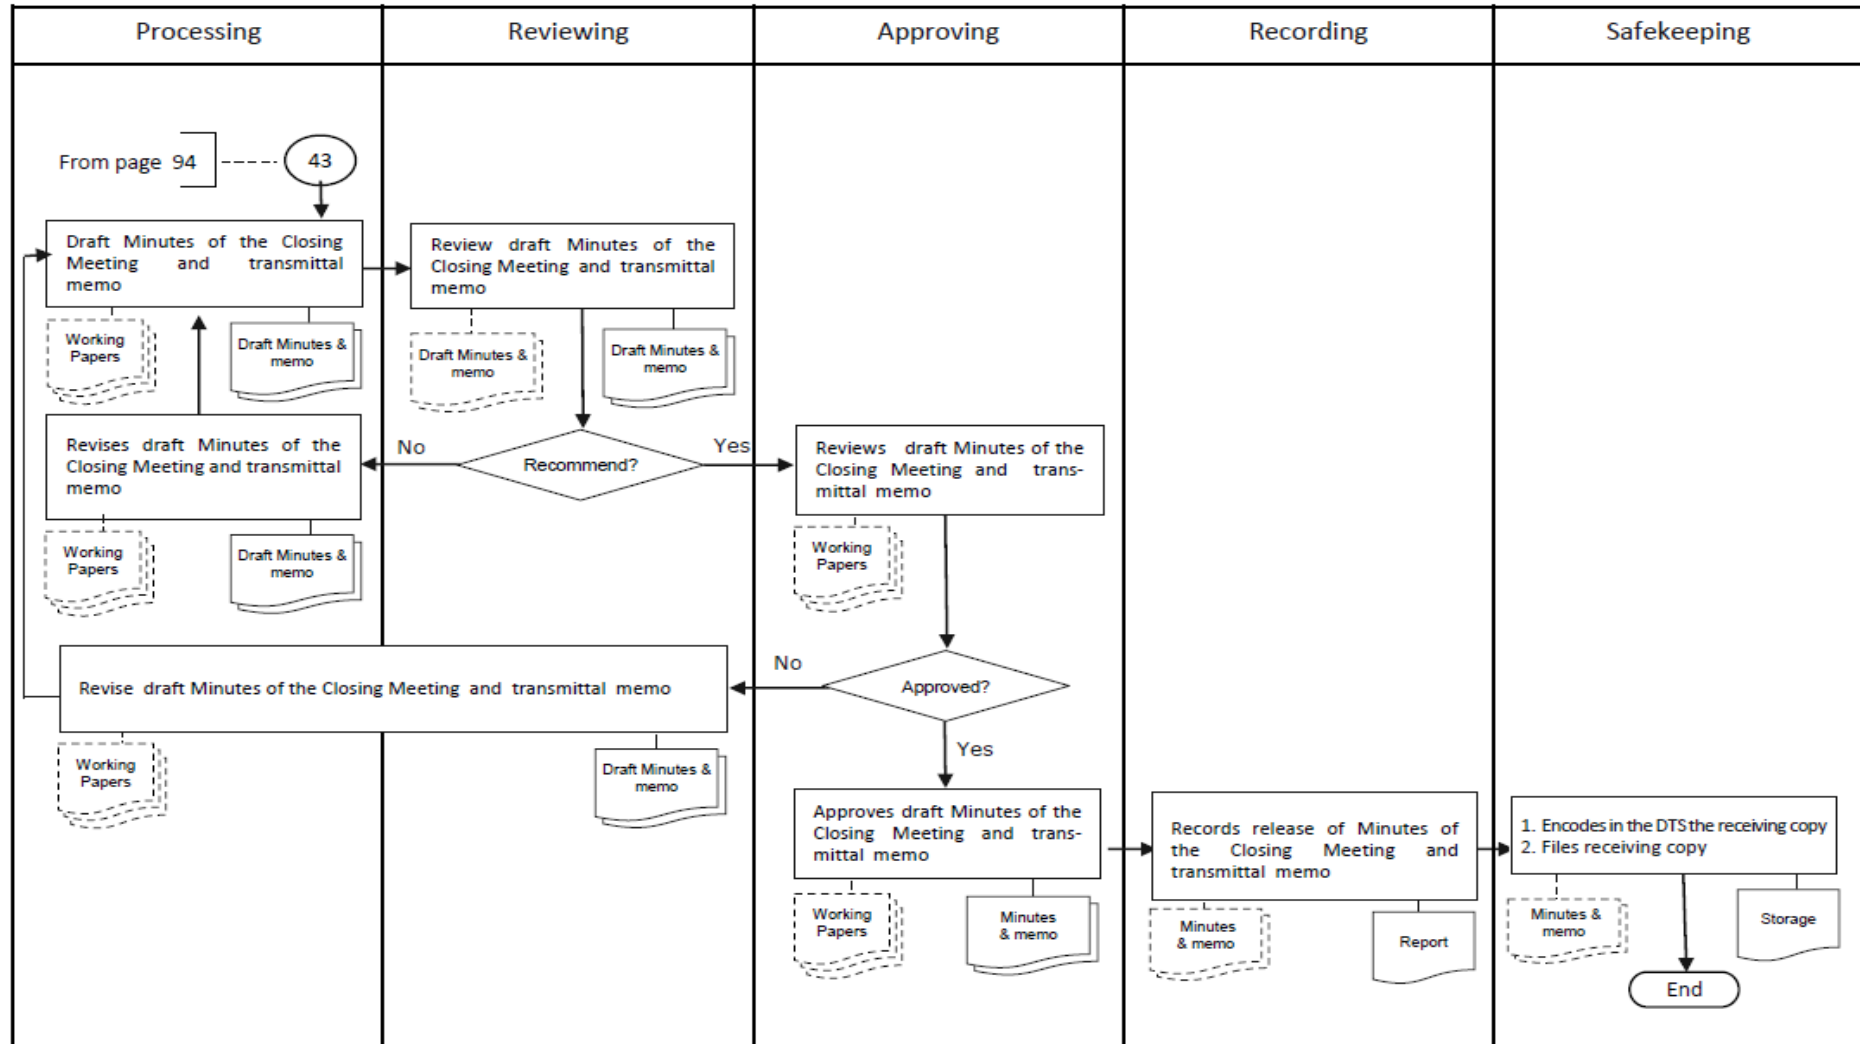 Processing
Reviewing
Approving
Recording
Safekeeping
From page 94
43
Draft Minutes of the Closing
Meeting and transmittal
memo
Working
Papers
Draft Minutes &
memo
Review draft Minutes of the
Closing Meeting and transmittal
memo
Draft Minutes &
memo
Draft Minutes &
memo
Revises draft Minutes of the
Closing Meeting and transmittal
memo
No
Recommend?
Yes
Reviews draft Minutes of the
Closing Meeting and trans-
mittal memo
Working
Papers
Draft Minutes &
memo
Working
Papers
Revise draft Minutes of the Closing Meeting and transmittal memo
No
Approved?
Yes
Working
Papers
Draft Minutes &
memo
Approves draft Minutes of the
Closing Meeting and trans-
mittal memo
Working
Papers
Minutes
& memo
Records release of Minutes of
the Closing Meeting and
transmittal memo
Minutes
& memo
Report
1. Encodes in the DTS the receiving copy
2. Files receiving copy
Minutes &
memo
Storage
End